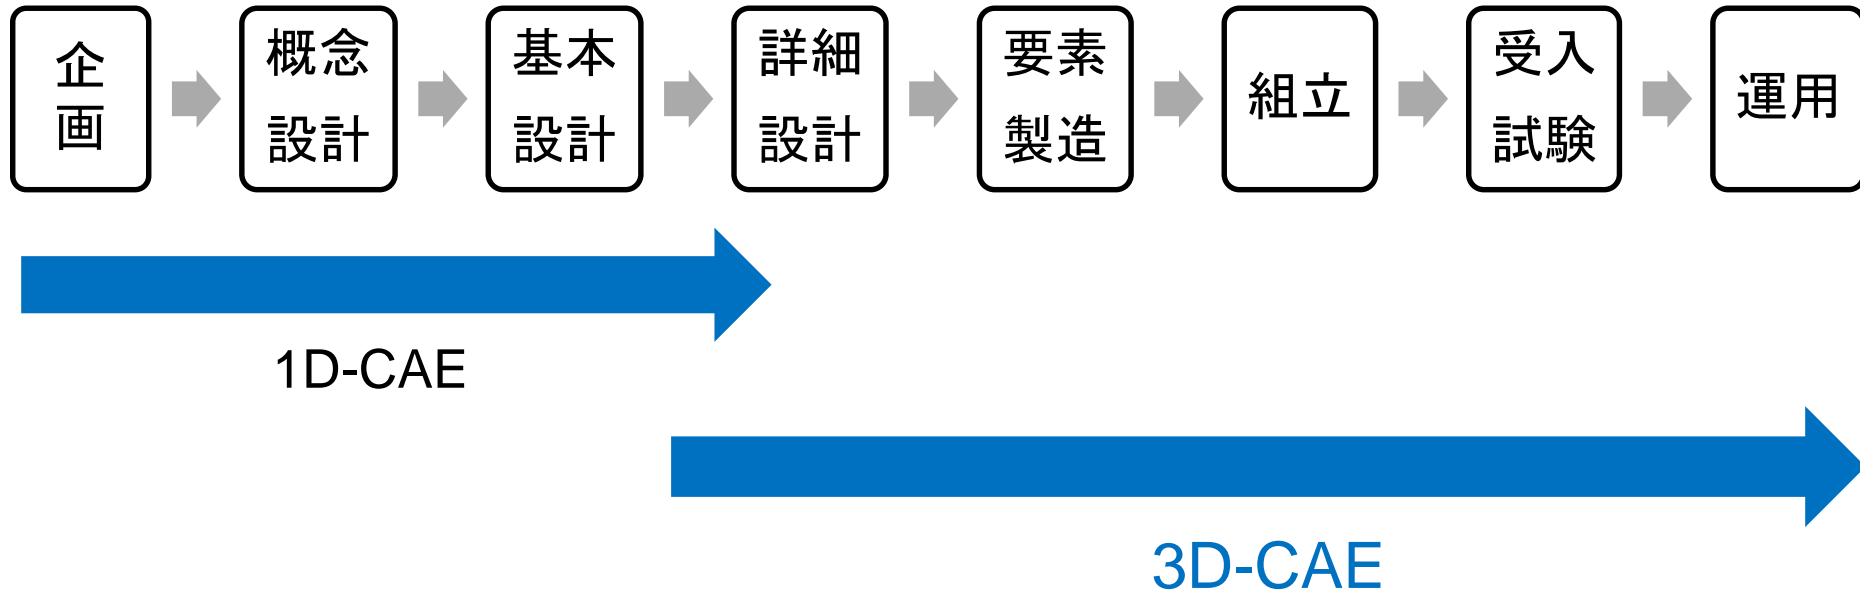 企
画
概念
設計
基本
設計
詳細
設計
要素
製造
組立
受入
試験
運用
1D-CAE
3D-CAE